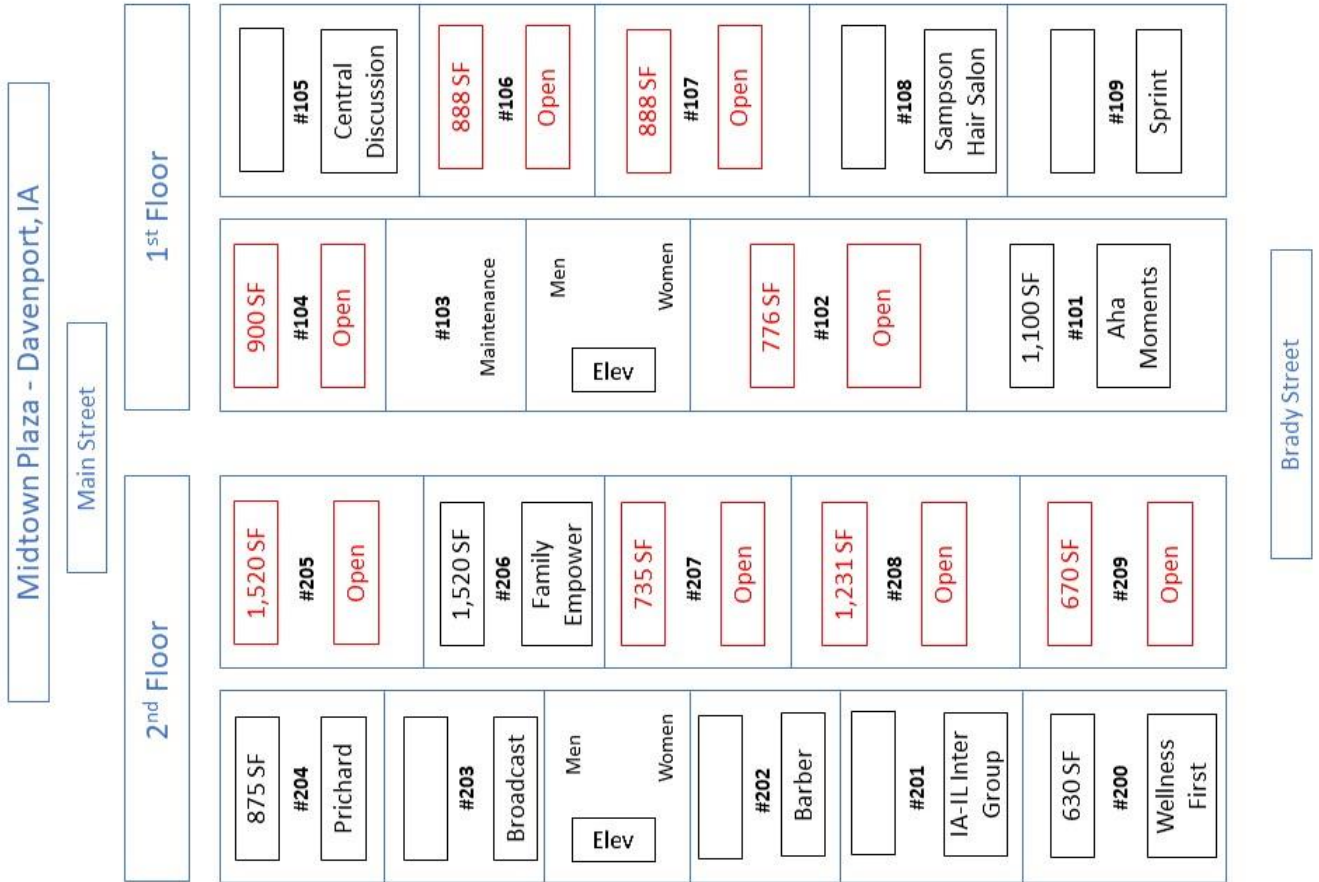 Midtown Plaza - Davenport, IA
Main Street
2nd Floor
875 SF
#204
Prichard
#203
Broadcast
Men
Women
Elev
#202
Barber
#201
IA-IL Inter
Group
630 SF
#200
Wellness
First
1,520 SF
#205
Open
1,520 SF
#206
Family
Empower
735 SF
#207
Open
1,231 SF
#208
Open
670 SF
#209
Open
1st Floor
900 SF
#104
Open
#103
Maintenance
Men
Women
Elev
776 SF
#102
Open
1,100 SF
#101
Aha
Moments
#105
Central
Discussion
888 SF
#106
Open
888 SF
#107
Open
#108
Sampson
Hair Salon
#109
Sprint
Brady Street